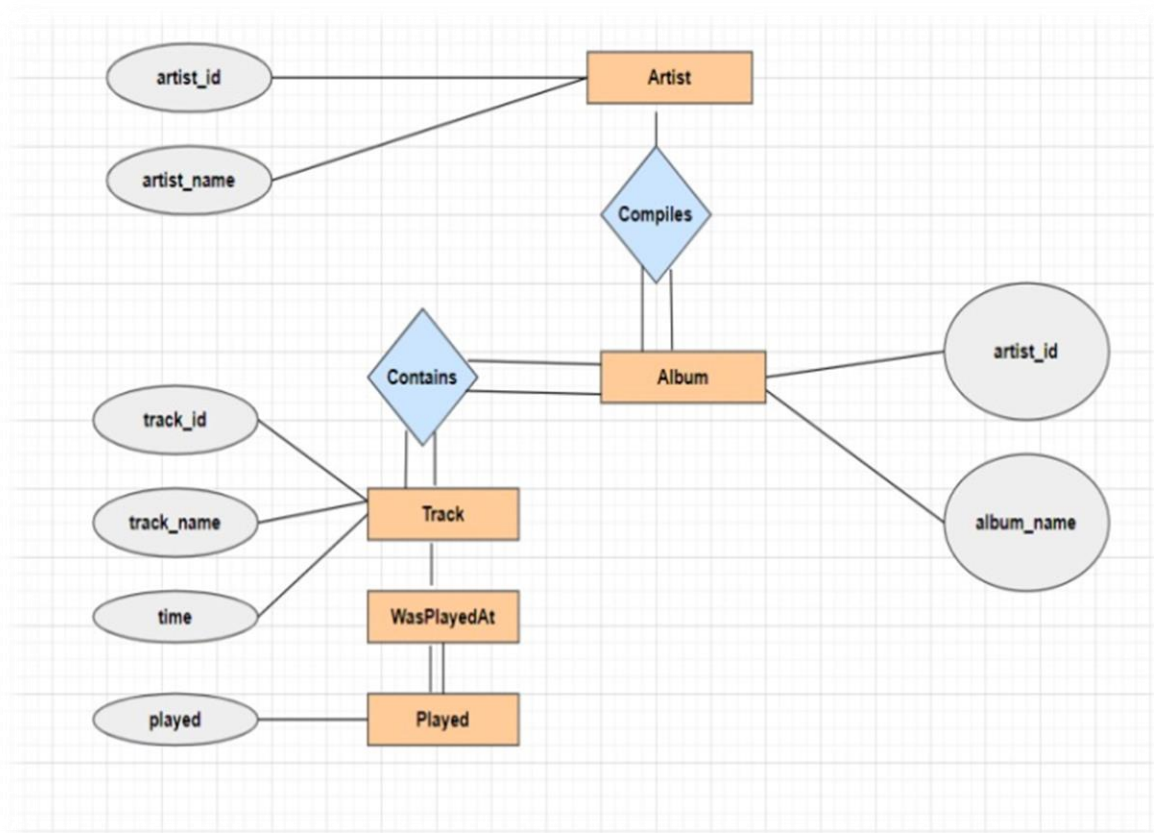 artist_id
Artist
artist_name
Compiles
artist_id
Contains
Album
track_id
Track
track_name
album_name
time
WasPlayedAt
played
Played